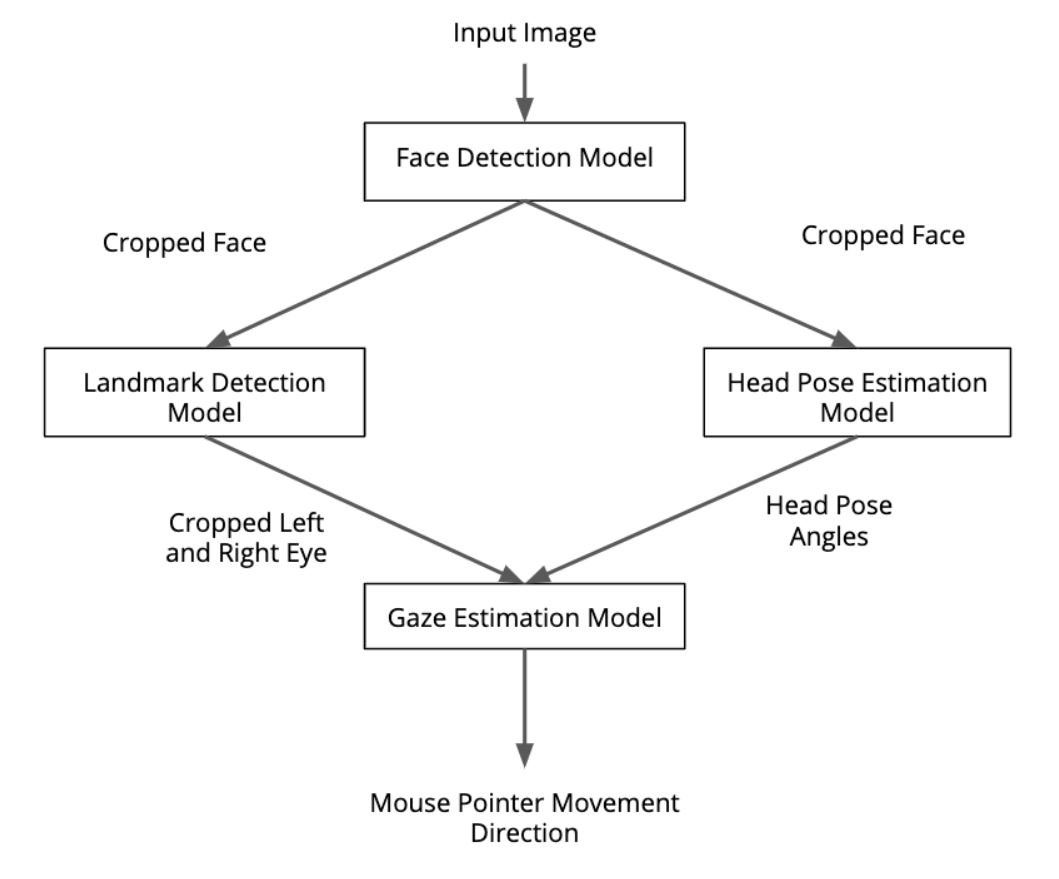 Input Image
Face Detection Model
Cropped Face
Cropped Face
Landmark Detection
Model
Head Pose Estimation
Model
Cropped Left
and Right Eye
Head Pose
Angles
Gaze Estimation Model
Mouse Pointer Movement
Direction